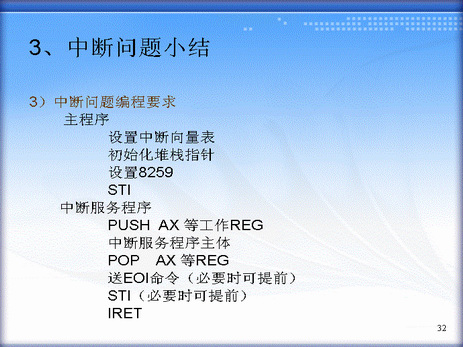 3、中断问题小结
3）中断问题编程要求
主程序
设置中断向量表
初始化堆栈指针
设置8259
STI
中断服务程序
PUSH AX 等工作REG
中断服务程序主体
POP AX 等REG
送EOI命令（必要时可提前）
STI（必要时可提前）
IRET
32